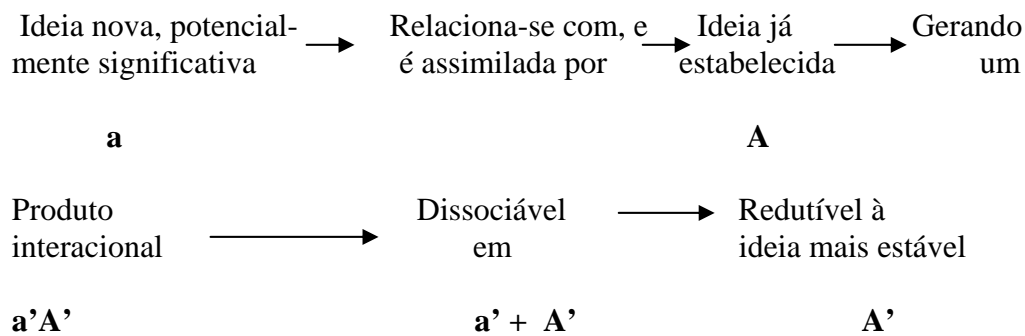 Ideia nova, potencial- Relaciona-se com, e Ideia já Gerando
mente significativa é assimilada por estabelecida um
a A
Produto Dissociável Redutível à
interacional em ideia mais estável
a’A’ a’ + A’ A’